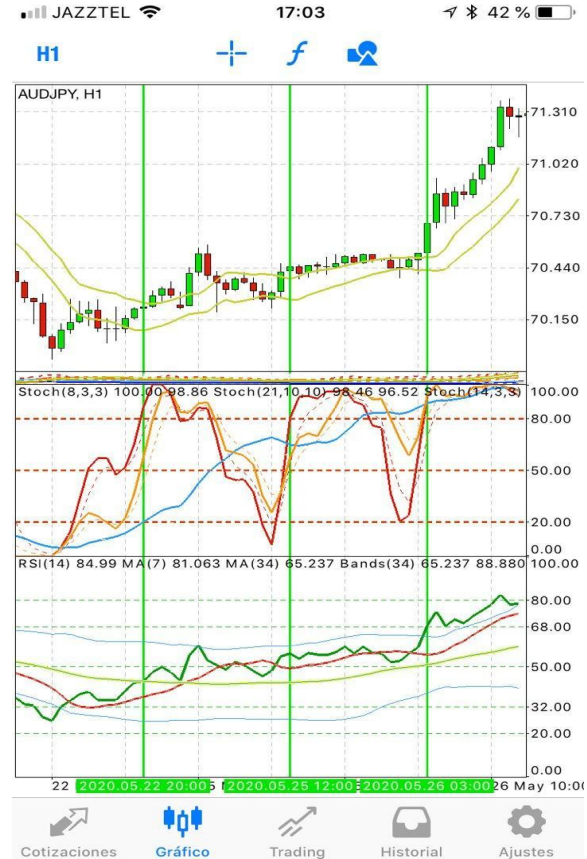 JAZZTEL 17:03 42 %
H1 f
AUDJPY, H1
71.310
71.020
70.730
70.440
70.150
Stoch(8,3,3) 100.00 98.86 Stoch(21,10,10) 98.46 96.52 Stoch(14,3,3) 100.00
80.00
50.00
20.00
0.00
RSI(14) 84.99 MA(7) 81.063 MA(34) 65.237 Bands(34) 65.237 88.880 100.00
80.00
68.00
50.00
32.00
20.00
0.00
22 2020.05.22 20:00 2020.05.25 12:00 2020.05.26 03:00 26 May 10:00
Cotizaciones Gráfico Trading Historial Ajustes